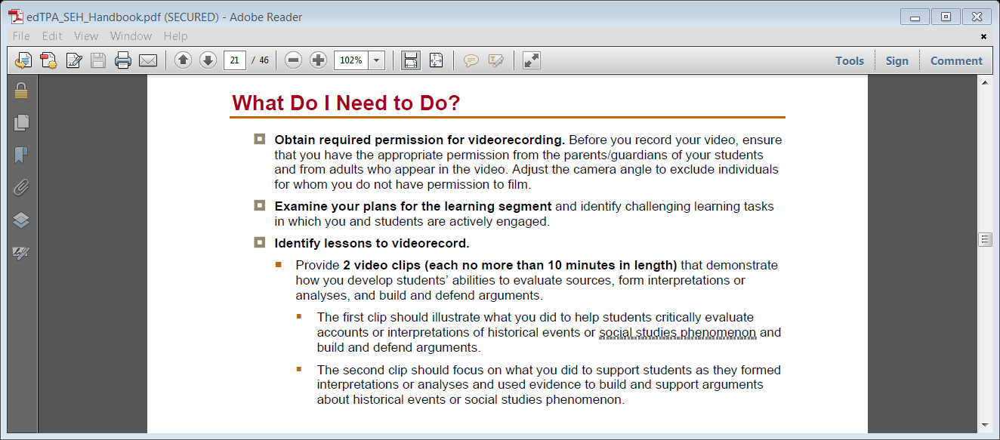 edTPA_SEH_Handbook.pdf (SECURED) - Adobe Reader
File Edit View Window Help
21 / 46 102% Tools Sign Comment
What Do I Need to Do?
Obtain required permission for videorecording. Before you record your video, ensure
that you have the appropriate permission from the parents/guardians of your students
and from adults who appear in the video. Adjust the camera angle to exclude individuals
for whom you do not have permission to film.
Examine your plans for the learning segment and identify challenging learning tasks
in which you and students are actively engaged.
Identify lessons to videorecord.
Provide 2 video clips (each no more than 10 minutes in length) that demonstrate
how you develop students’ abilities to evaluate sources, form interpretations or
analyses, and build and defend arguments.
The first clip should illustrate what you did to help students critically evaluate
accounts or interpretations of historical events or social studies phenomenon and
build and defend arguments.
The second clip should focus on what you did to support students as they formed
interpretations or analyses and used evidence to build and support arguments
about historical events or social studies phenomenon.